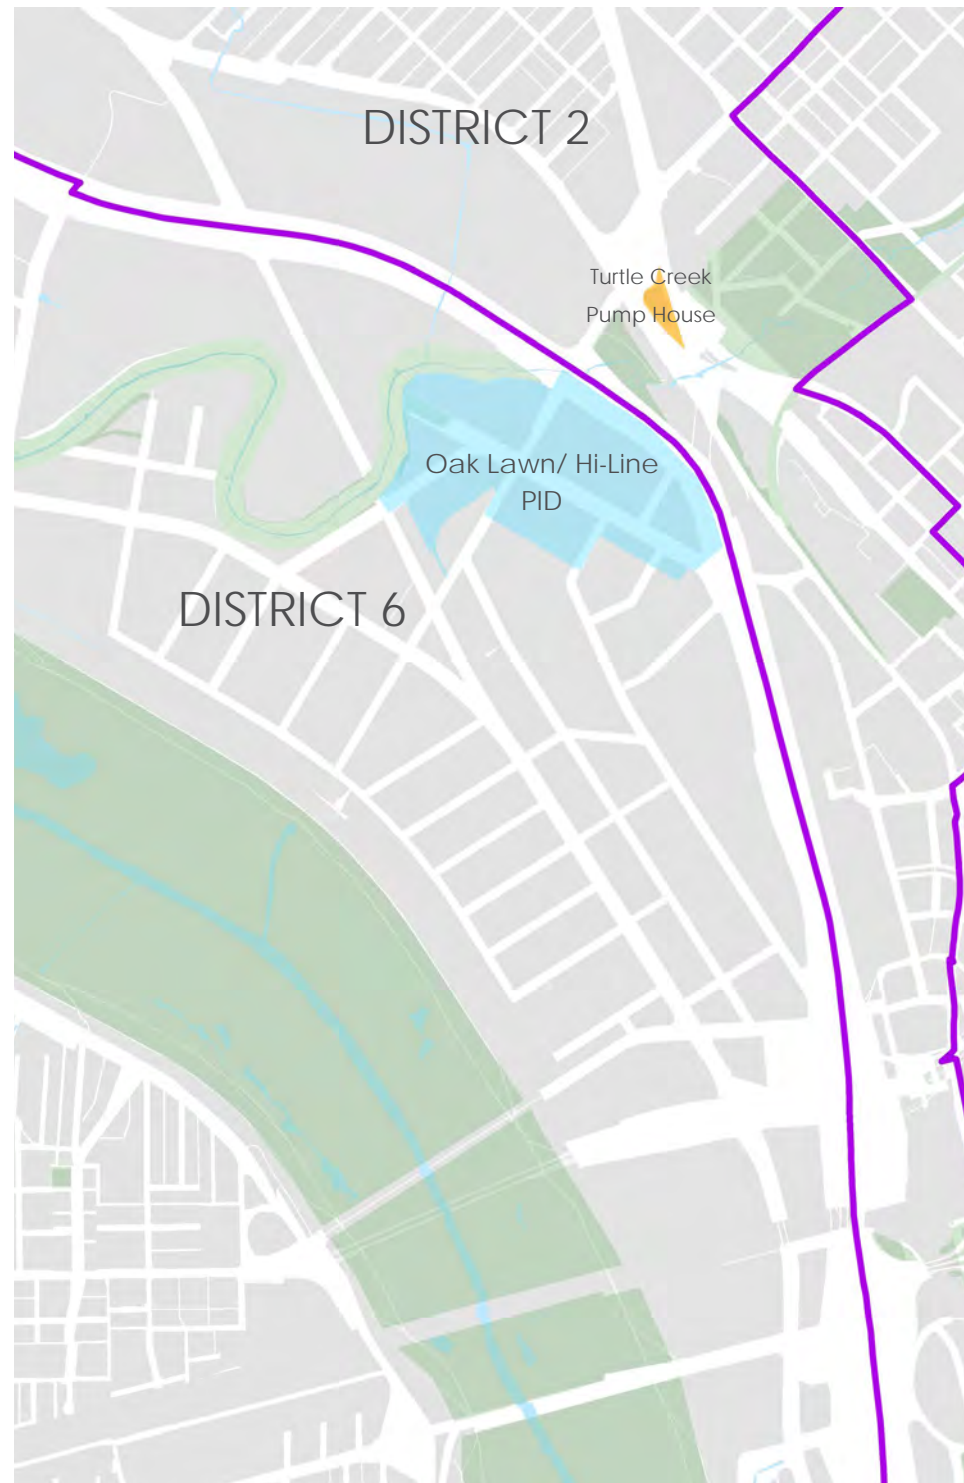 DISTRICT 2
Turtle Creek
Pump House
Oak Lawn/ Hi-Line
PID
DISTRICT 6